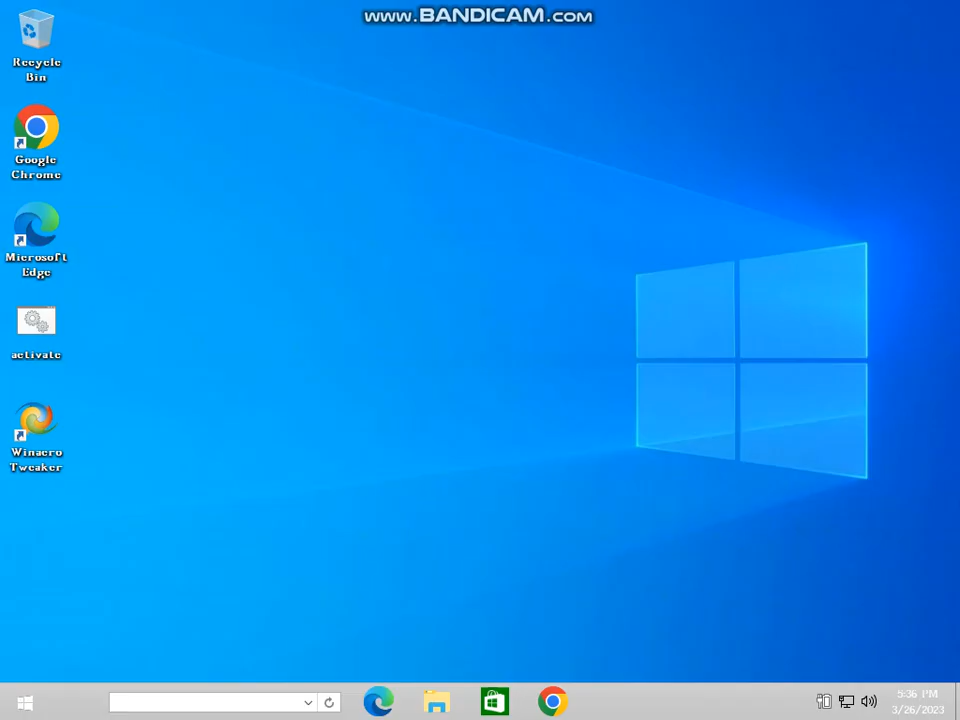 www.BANDICAM.com
Recycle
Bin
Google
Chrome
Microsoft
Edge
activate
Winaero
Tweaker
5:36 PM
3/26/2023